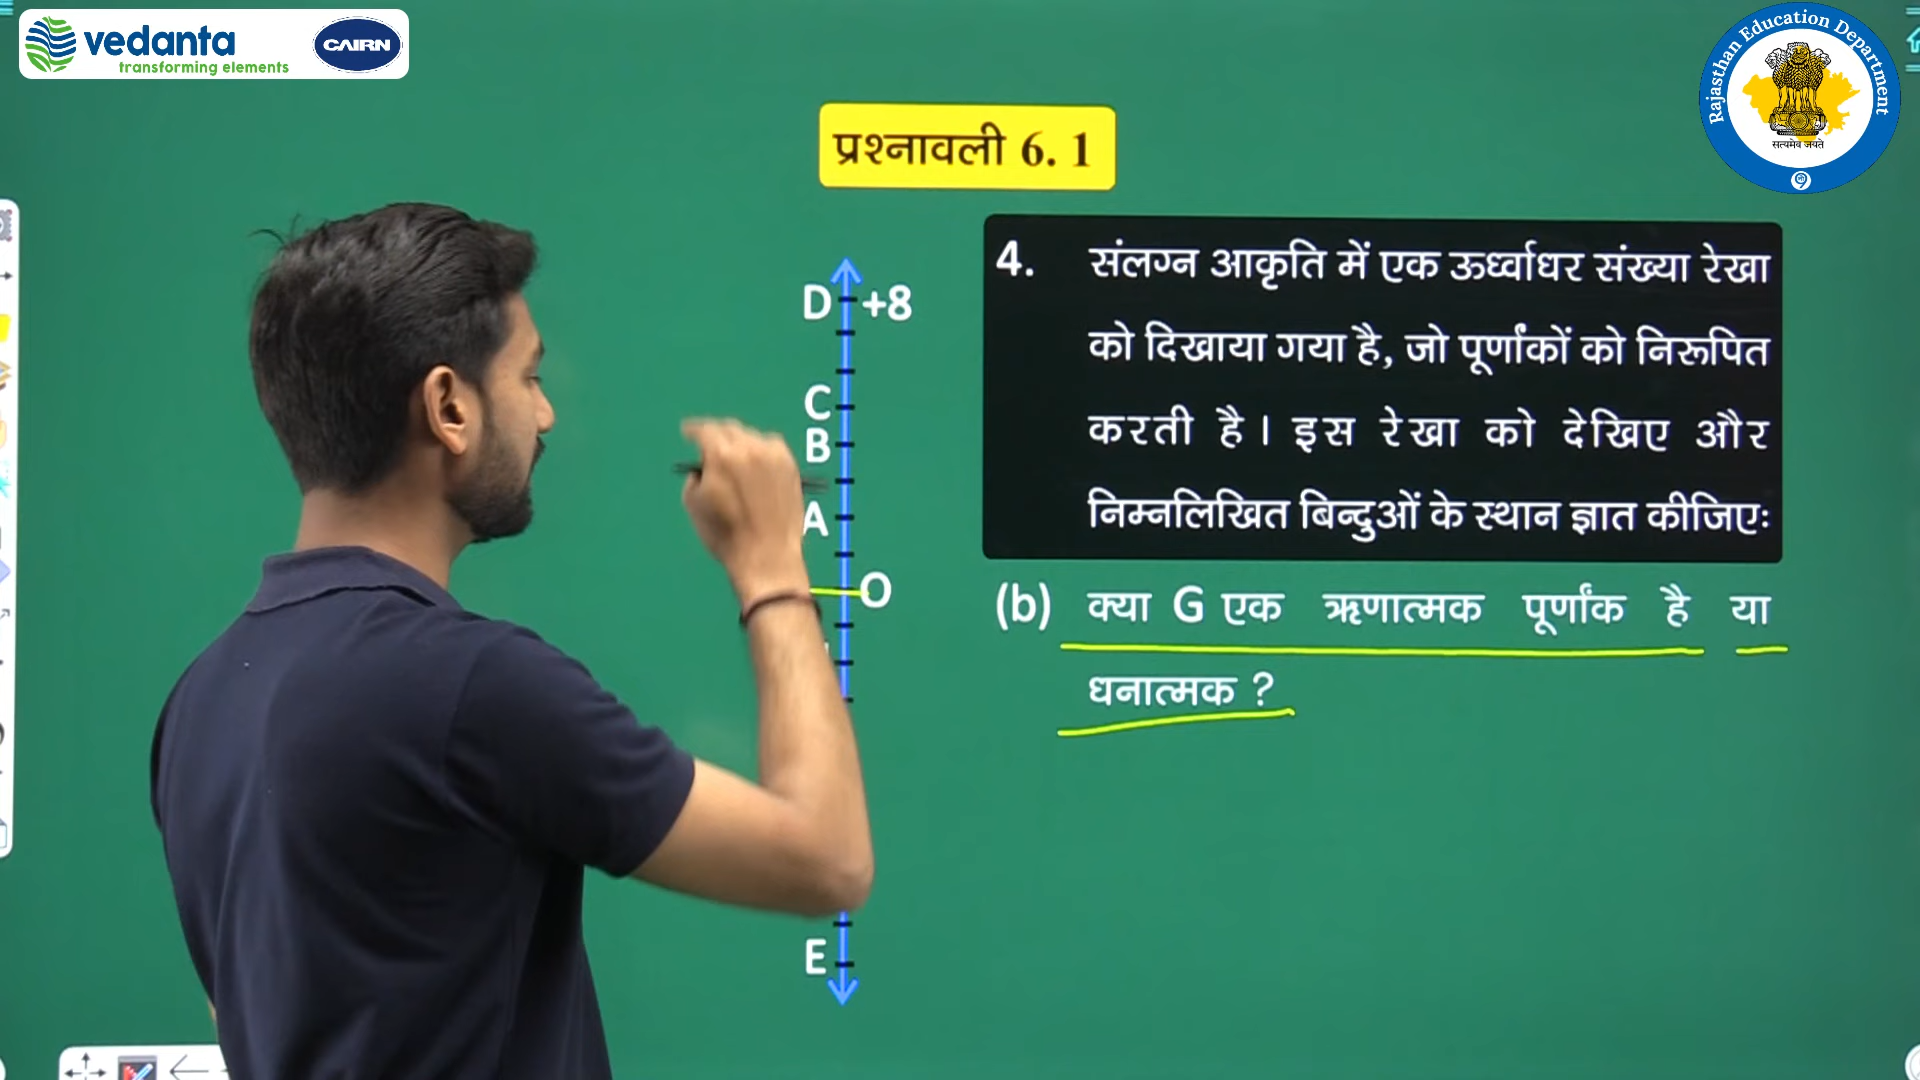 vedanta
transforming elements
CAIRN
Rajasthan Education Department
सत्यमेव जयते
प्रश्नावली 6. 1
D +8
C
B
A
O
E
4. संलग्न आकृति में एक ऊर्ध्वाधर संख्या रेखा
को दिखाया गया है, जो पूर्णांकों को निरूपित
करती है । इस रेखा को देखिए और
निम्नलिखित बिन्दुओं के स्थान ज्ञात कीजिएः
(b) क्या G एक ऋणात्मक पूर्णांक है या
धनात्मक ?